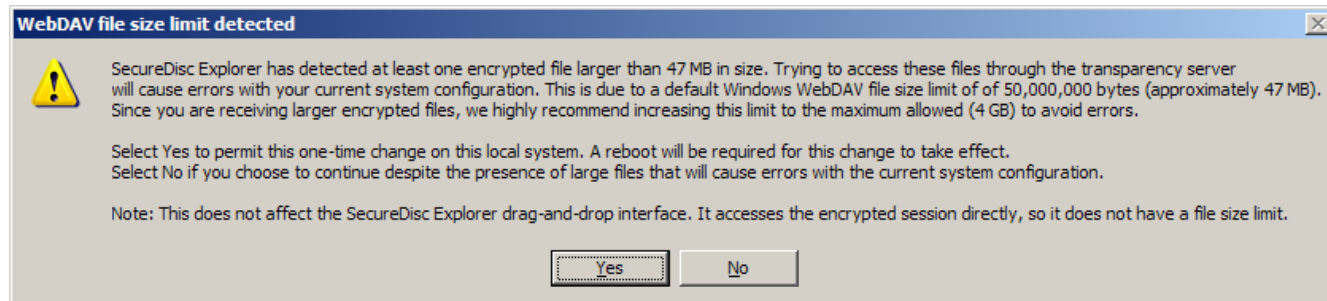 WebDAV file size limit detected
SecureDisc Explorer has detected at least one encrypted file larger than 47 MB in size. Trying to access these files through the transparency server
will cause errors with your current system configuration. This is due to a default Windows WebDAV file size limit of of 50,000,000 bytes (approximately 47 MB).
Since you are receiving larger encrypted files, we highly recommend increasing this limit to the maximum allowed (4 GB) to avoid errors.
Select Yes to permit this one-time change on this local system. A reboot will be required for this change to take effect.
Select No if you choose to continue despite the presence of large files that will cause errors with the current system configuration.
Note: This does not affect the SecureDisc Explorer drag-and-drop interface. It accesses the encrypted session directly, so it does not have a file size limit.
Yes No